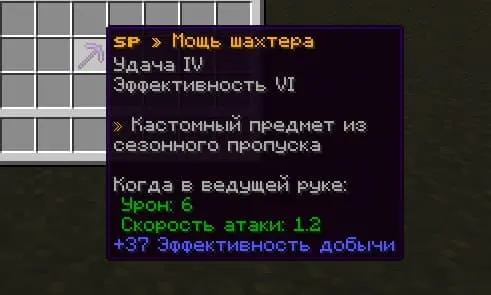 SP » Мощь шахтера
Удача IV
Эффективность VI
» Кастомный предмет из
сезонного пропуска
Когда в ведущей руке:
Урон: 6
Скорость атаки: 1.2
+37 Эффективность добычи